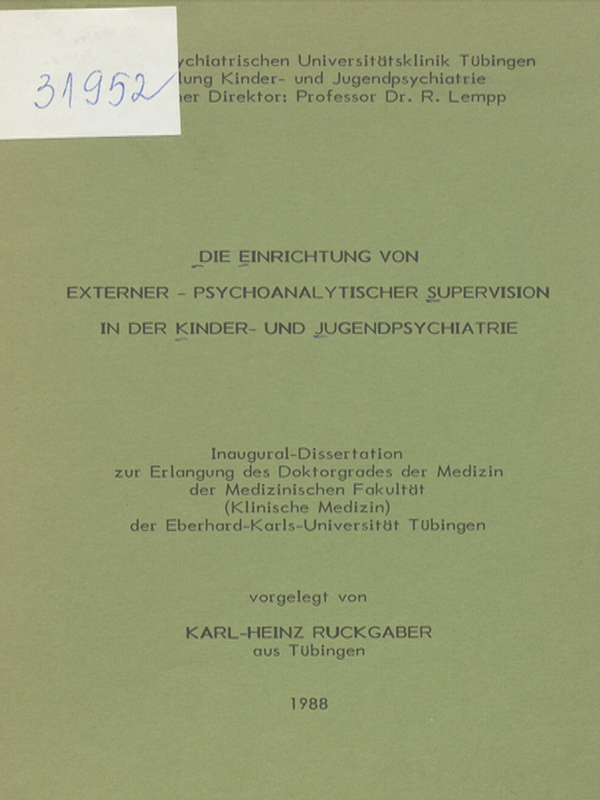 31952
ychiatrischen Universitätsklinik Tübingen
lung Kinder- und Jugendpsychiatrie
her Direktor: Professor Dr. R. Lempp
DIE EINRICHTUNG VON
EXTERNER - PSYCHOANALYTISCHER SUPERVISION
IN DER KINDER- UND JUGENDPSYCHIATRIE
Inaugural-Dissertation
zur Erlangung des Doktorgrades der Medizin
der Medizinischen Fakultät
(Klinische Medizin)
der Eberhard-Karls-Universität Tübingen
vorgelegt von
KARL-HEINZ RUCKGABER
aus Tübingen
1988